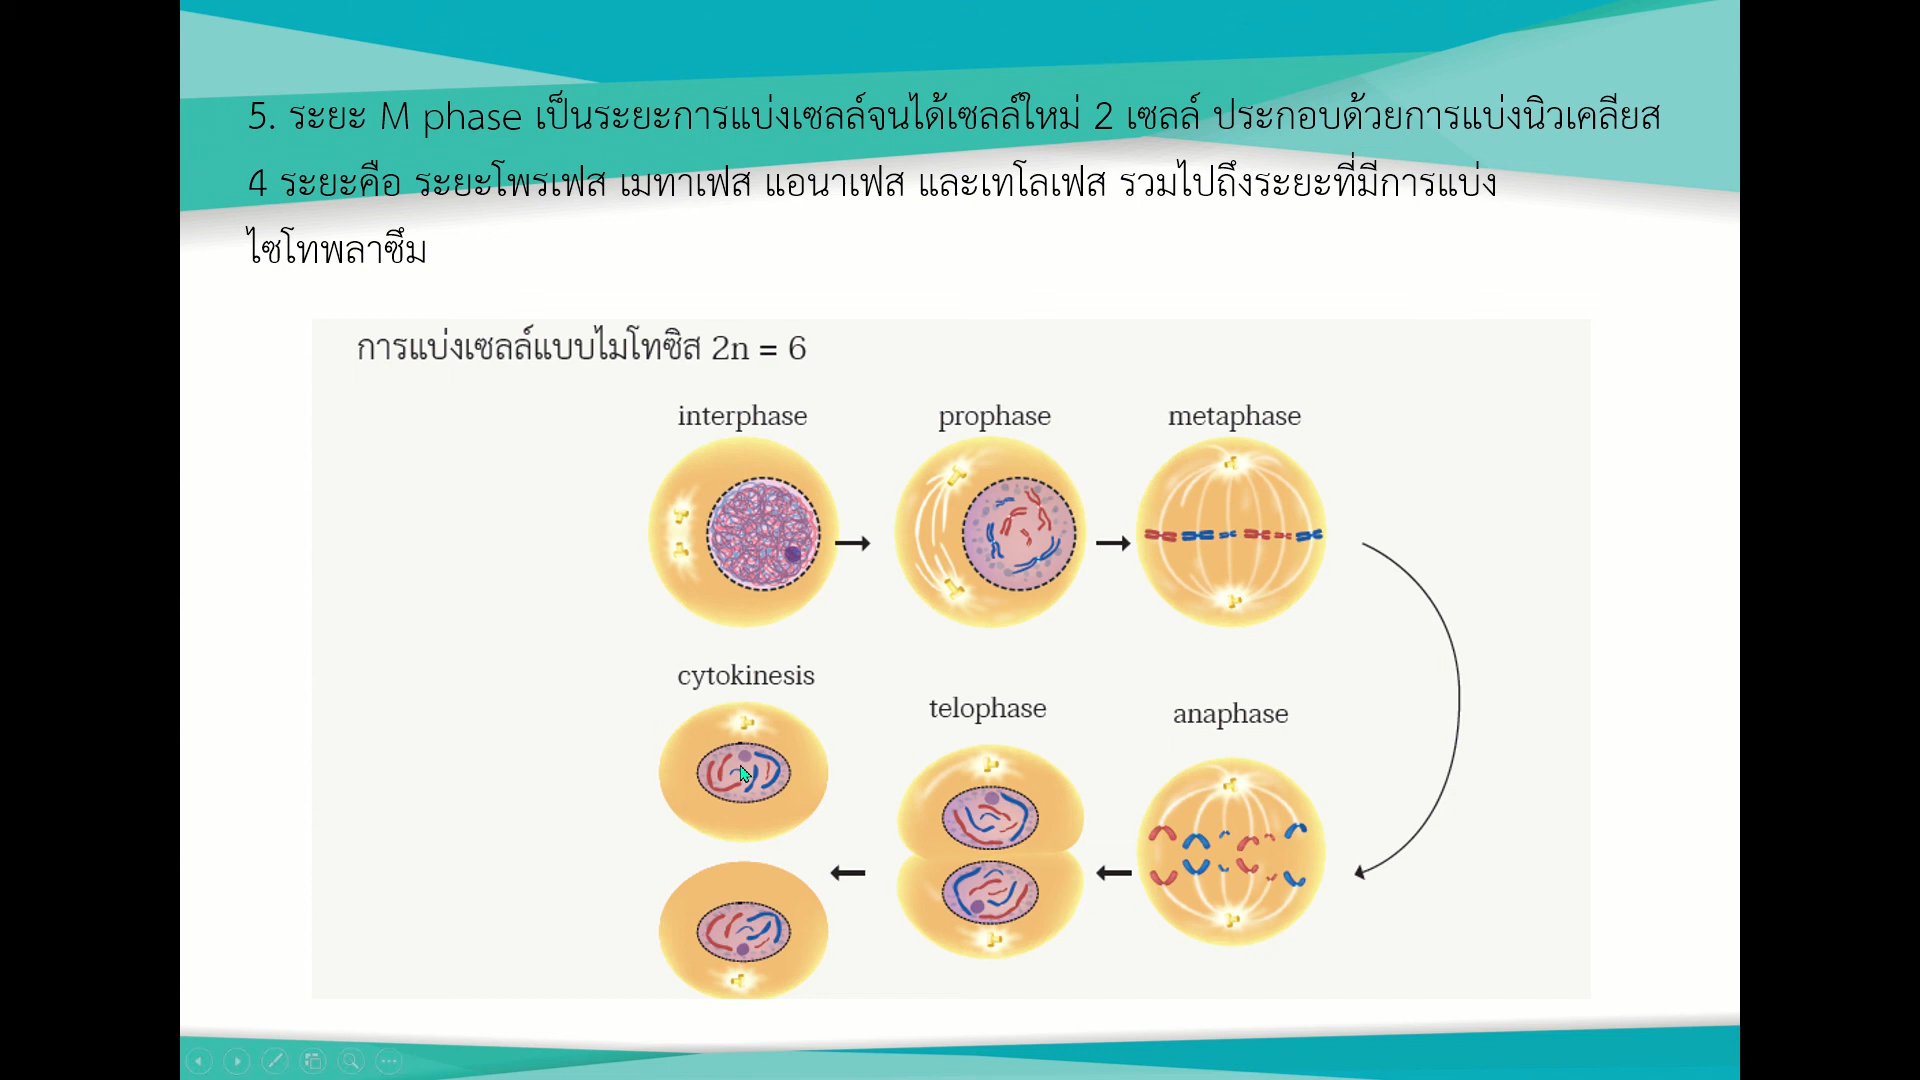 5. ระยะ M phase เป็นระยะการแบ่งเซลล์จนได้เซลล์ใหม่ 2 เซลล์ ประกอบด้วยการแบ่งนิวเคลียส
4 ระยะคือ ระยะโพรเฟส เมทาเฟส แอนาเฟส และเทโลเฟส รวมไปถึงระยะที่มีการแบ่ง
ไซโทพลาซึม
การแบ่งเซลล์แบบไมโทซิส 2n = 6
interphase
prophase
metaphase
cytokinesis
telophase
anaphase